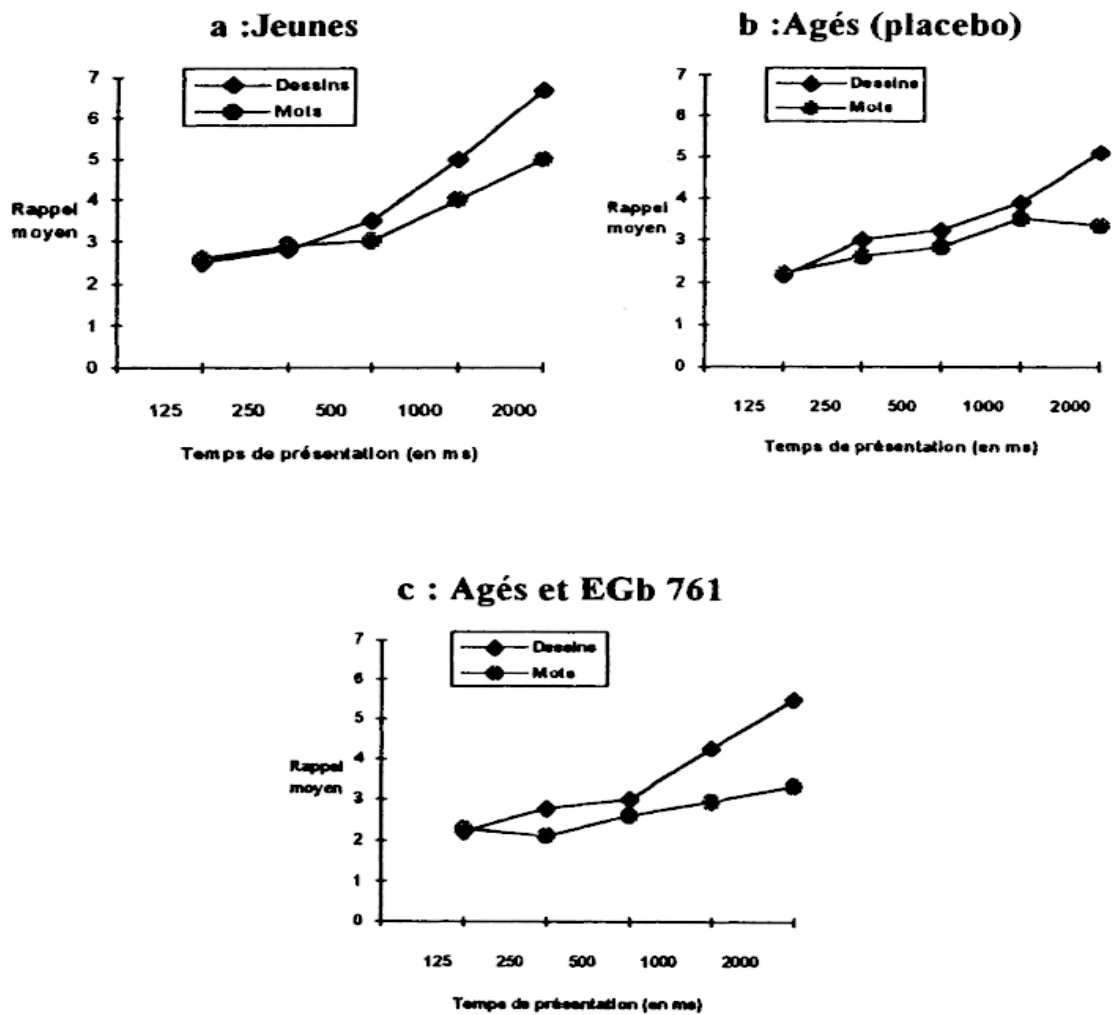 a :Jeunes
7
6
5
4
3
2
1
0
Rappel
moyen
Dessins
Mots
125 250 500 1000 2000
Temps de présentation (en ms)
b :Agés (placebo)
7
6
5
4
3
2
1
0
Rappel
moyen
Dessins
Mots
125 250 500 1000 2000
Temps de présentation (en ms)
c : Agés et EGb 761
7
6
5
4
3
2
1
0
Rappel
moyen
Dessins
Mots
125 250 500 1000 2000
Temps de présentation (en ms)